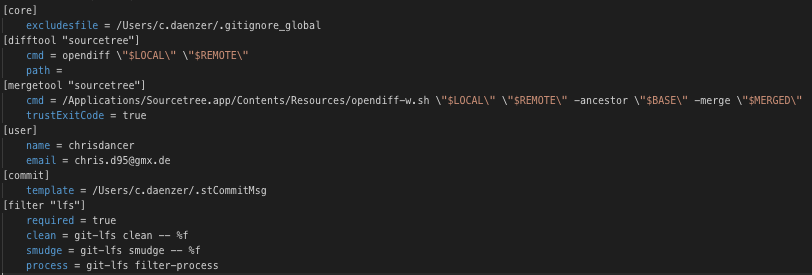 [core]
excludesfile = /Users/c.daenzer/.gitignore_global
[difftool "sourcetree"]
cmd = opendiff \"$LOCAL\" \"$REMOTE\"
path =
[mergetool "sourcetree"]
cmd = /Applications/Sourcetree.app/Contents/Resources/opendiff-w.sh \"$LOCAL\" \"$REMOTE\" -ancestor \"$BASE\" -merge \"$MERGED\"
trustExitCode = true
[user]
name = chrisdancer
email = chris.d95@gmx.de
[commit]
template = /Users/c.daenzer/.stCommitMsg
[filter "lfs"]
required = true
clean = git-lfs clean -- %f
smudge = git-lfs smudge -- %f
process = git-lfs filter-process